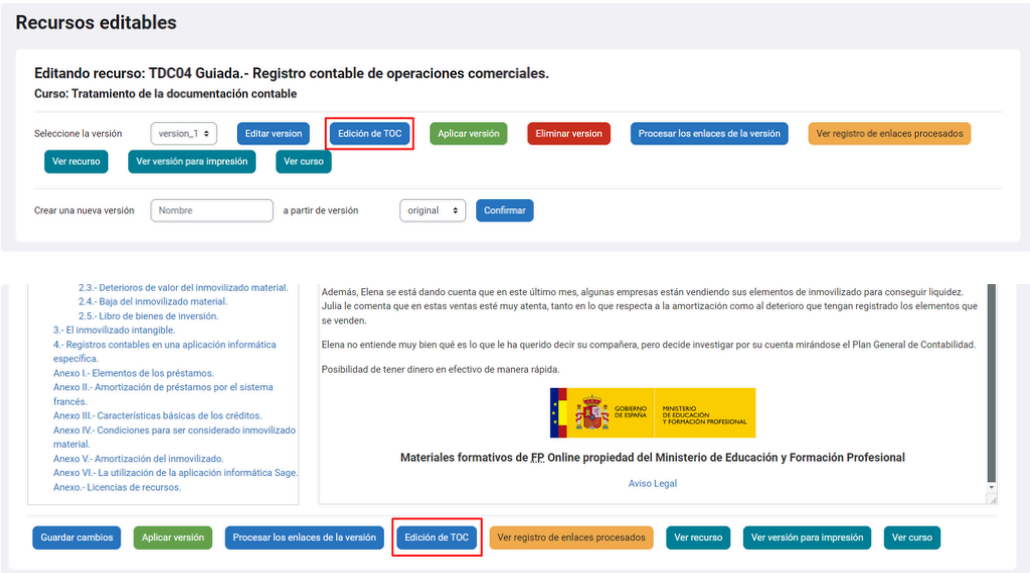 Recursos editables
Editando recurso: TDC04 Guiada.- Registro contable de operaciones comerciales.
Curso: Tratamiento de la documentación contable
Seleccione la versión version_1 Editar version Edición de TOC Aplicar versión Eliminar version Procesar los enlaces de la versión Ver registro de enlaces procesados
Ver recurso Ver versión para impresión Ver curso
Crear una nueva versión Nombre a partir de versión original Confirmar
2.3.- Deterioros de valor del inmovilizado material.
2.4.- Baja del inmovilizado material.
2.5.- Libro de bienes de inversión.
3.- El inmovilizado intangible.
4.- Registros contables en una aplicación informática
específica.
Anexo I.- Elementos de los préstamos.
Anexo II.- Amortización de préstamos por el sistema
francés.
Anexo III.- Características básicas de los créditos.
Anexo IV.- Condiciones para ser considerado inmovilizado
material.
Anexo V.- Amortización del inmovilizado.
Anexo VI.- La utilización de la aplicación informática Sage.
Anexo.- Licencias de recursos.
Además, Elena se está dando cuenta que en este último mes, algunas empresas están vendiendo sus elementos de inmovilizado para conseguir liquidez.
Julia le comenta que en estas ventas esté muy atenta, tanto en lo que respecta a la amortización como al deterioro que tengan registrado los elementos que
se venden.
Elena no entiende muy bien qué es lo que le ha querido decir su compañera, pero decide investigar por su cuenta mirándose el Plan General de Contabilidad.
Posibilidad de tener dinero en efectivo de manera rápida.
GOBIERNO
DE ESPAÑA
MINISTERIO
DE EDUCACIÓN
Y FORMACIÓN PROFESIONAL
Materiales formativos de FP Online propiedad del Ministerio de Educación y Formación Profesional
Aviso Legal
Guardar cambios Aplicar versión Procesar los enlaces de la versión Edición de TOC Ver registro de enlaces procesados Ver recurso Ver versión para impresión Ver curso